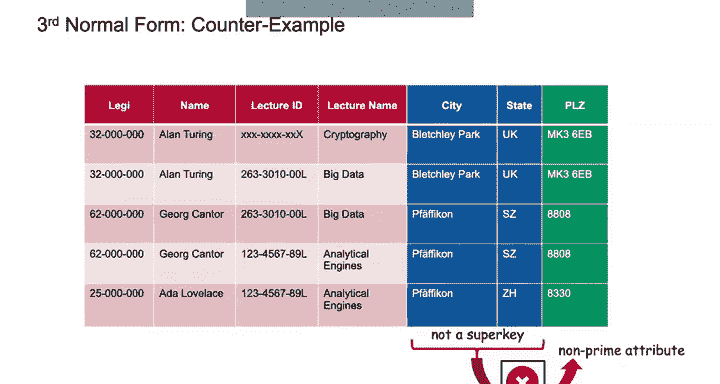 3rd Normal Form: Counter-Example
Legi Name Lecture ID Lecture Name City State PLZ
32-000-000 Alan Turing xxx-xxxx-xxX Cryptography Bletchley Park UK MK3 6EB
32-000-000 Alan Turing 263-3010-00L Big Data Bletchley Park UK MK3 6EB
62-000-000 Georg Cantor 263-3010-00L Big Data Pfäffikon SZ 8808
62-000-000 Georg Cantor 123-4567-89L Analytical Pfäffikon SZ 8808
Engines
25-000-000 Ada Lovelace 123-4567-89L Analytical Pfäffikon ZH 8330
Engines
not a superkey
non-prime attribute